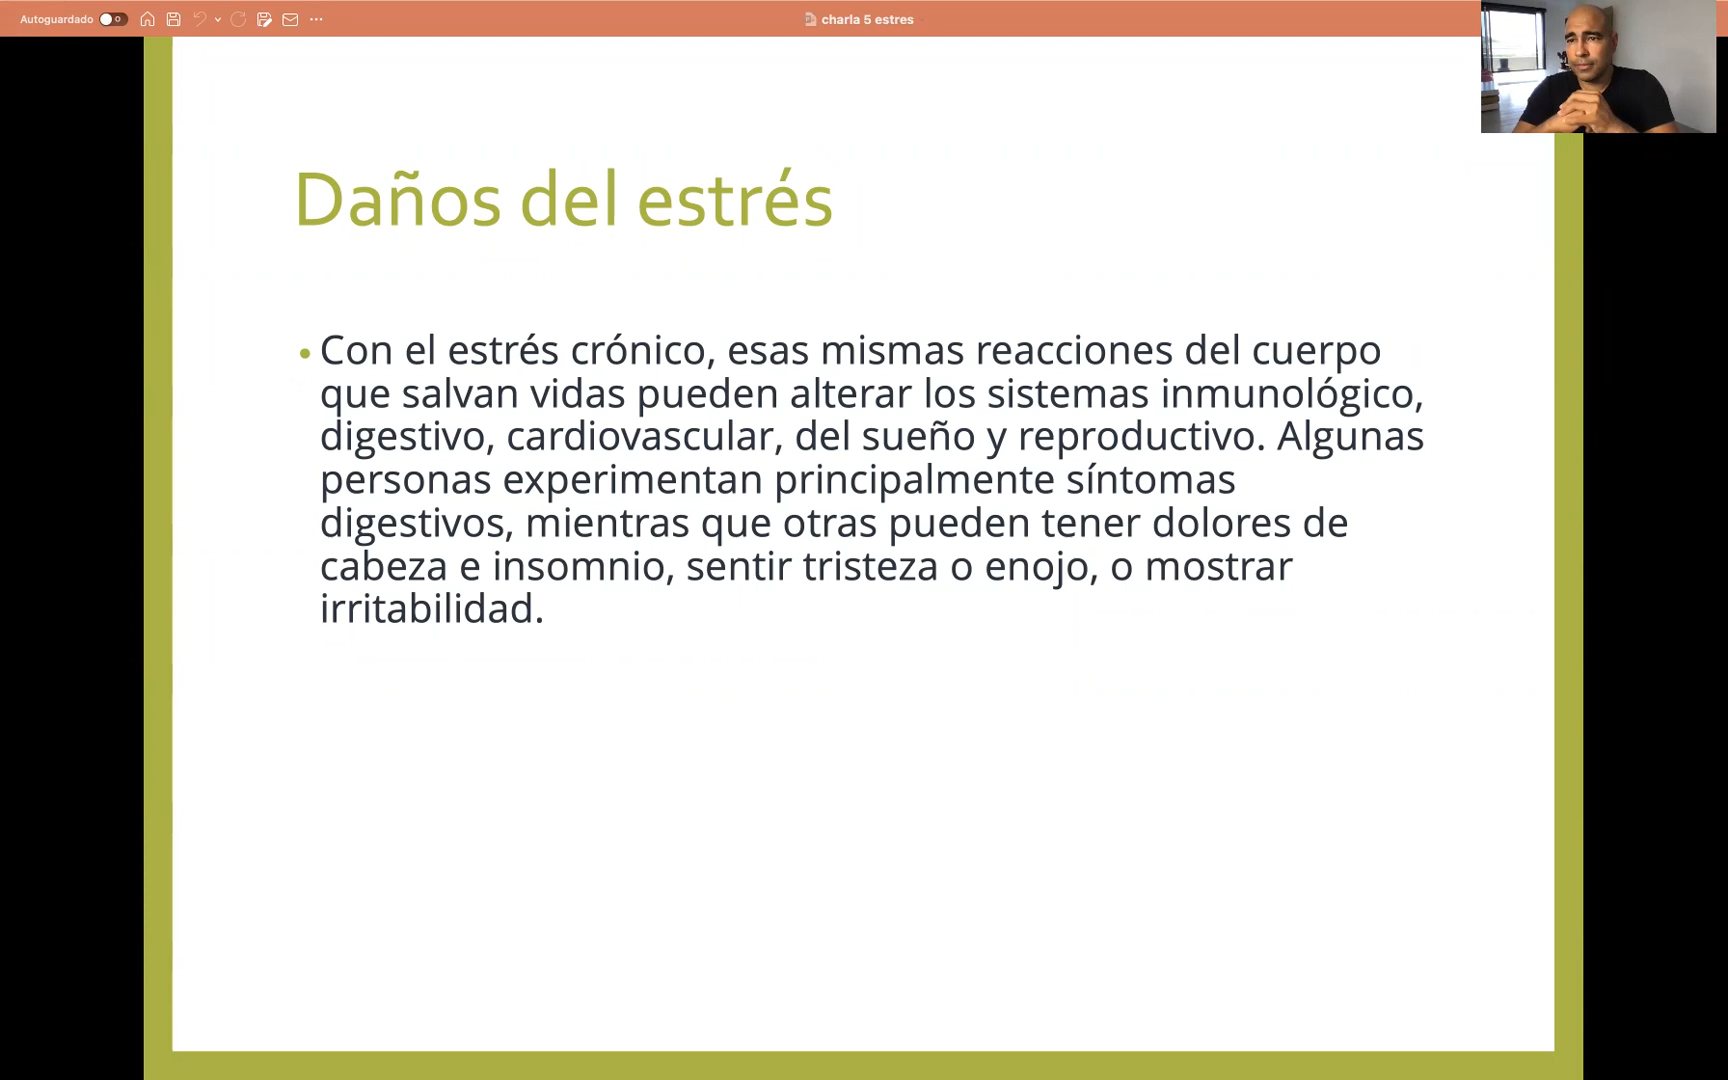 Autoguardado
charla 5 estres
Daños del estrés
• Con el estrés crónico, esas mismas reacciones del cuerpo
que salvan vidas pueden alterar los sistemas inmunológico,
digestivo, cardiovascular, del sueño y reproductivo. Algunas
personas experimentan principalmente síntomas
digestivos, mientras que otras pueden tener dolores de
cabeza e insomnio, sentir tristeza o enojo, o mostrar
irritabilidad.